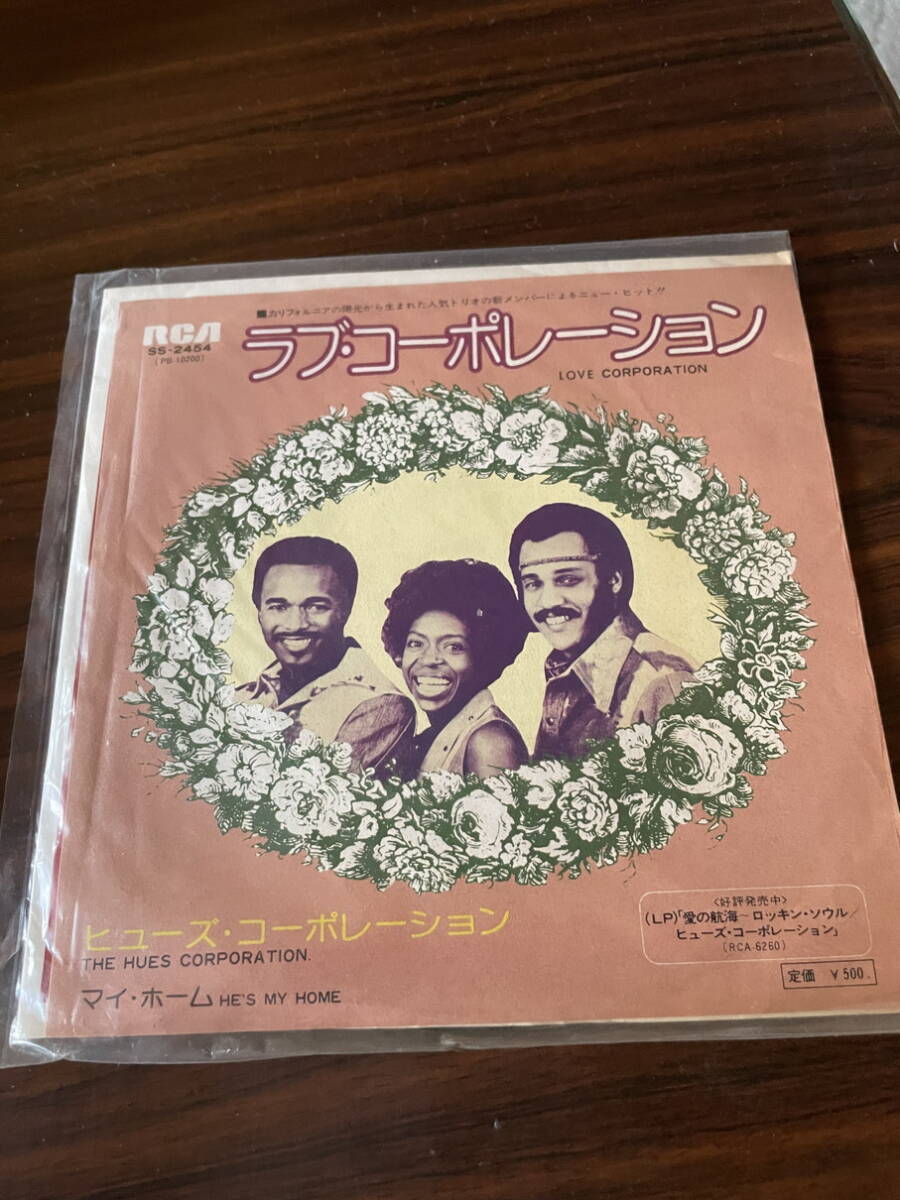 ■カリフォルニアの陽光から生まれた人気トリオの新メンバーによるニュー・ヒット!!
RCA
SS-2454
(PB-10200)
ラブ・コーポレーション
LOVE CORPORATION
ヒューズ・コーポレーション
THE HUES CORPORATION.
マイ・ホーム HE'S MY HOME
〈好評発売中〉
(LP)「愛の航海～ロッキン・ソウル/
ヒューズ・コーポレーション」
(RCA-6260)
定価 ¥500.